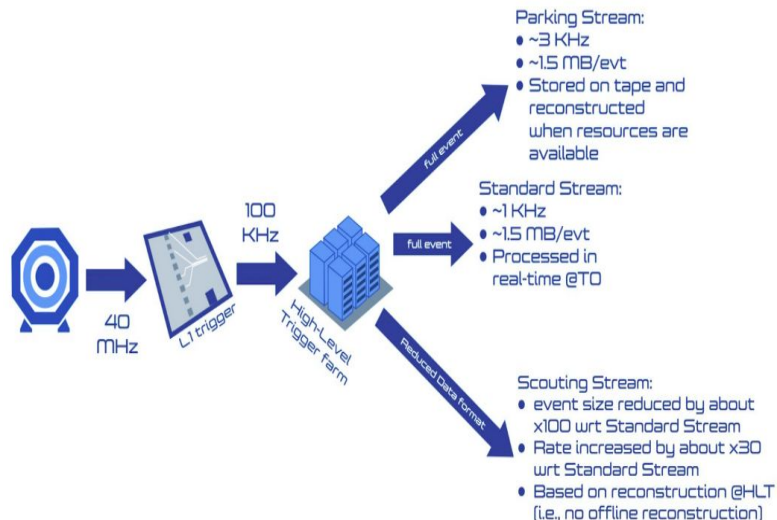 Parking Stream:
● ~3 KHz
● ~1.5 MB/evt
● Stored on tape and
reconstructed
when resources are
available
full event
Standard Stream:
● ~1 KHz
● ~1.5 MB/evt
● Processed in
real-time @T0
full event
100
KHz
40
MHz
L1 trigger
High-Level
Trigger farm
Reduced Data format
Scouting Stream:
● event size reduced by about
x100 wrt Standard Stream
● Rate increased by about x30
wrt Standard Stream
● Based on reconstruction @HLT
(i.e., no offline reconstruction)